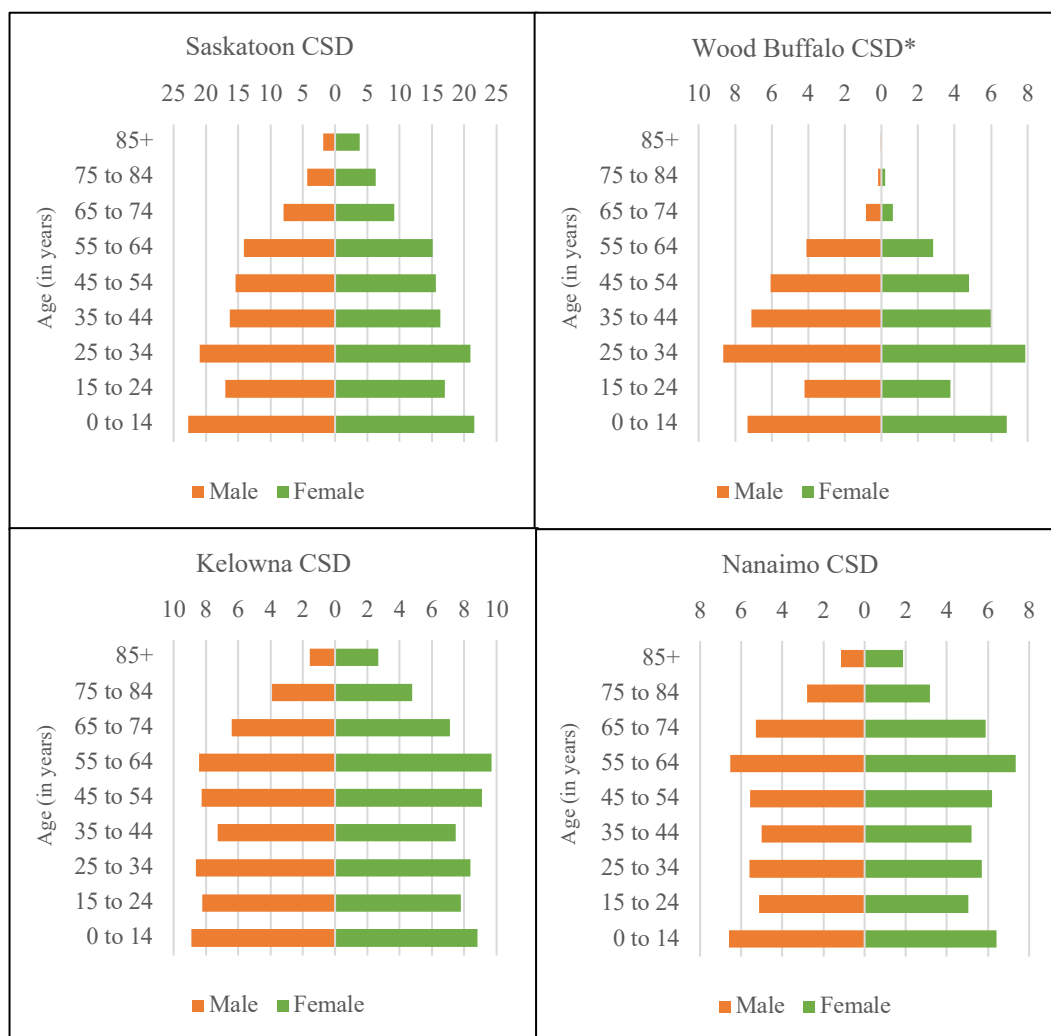 Saskatoon CSD
25 20 15 10 5 0 5 10 15 20 25
Age (in years)
85+
75 to 84
65 to 74
55 to 64
45 to 54
35 to 44
25 to 34
15 to 24
0 to 14
Male Female
Wood Buffalo CSD*
10 8 6 4 2 0 2 4 6 8
Age (in years)
85+
75 to 84
65 to 74
55 to 64
45 to 54
35 to 44
25 to 34
15 to 24
0 to 14
Male Female
Kelowna CSD
10 8 6 4 2 0 2 4 6 8 10
Age (in years)
85+
75 to 84
65 to 74
55 to 64
45 to 54
35 to 44
25 to 34
15 to 24
0 to 14
Male Female
Nanaimo CSD
8 6 4 2 0 2 4 6 8
Age (in years)
85+
75 to 84
65 to 74
55 to 64
45 to 54
35 to 44
25 to 34
15 to 24
0 to 14
Male Female